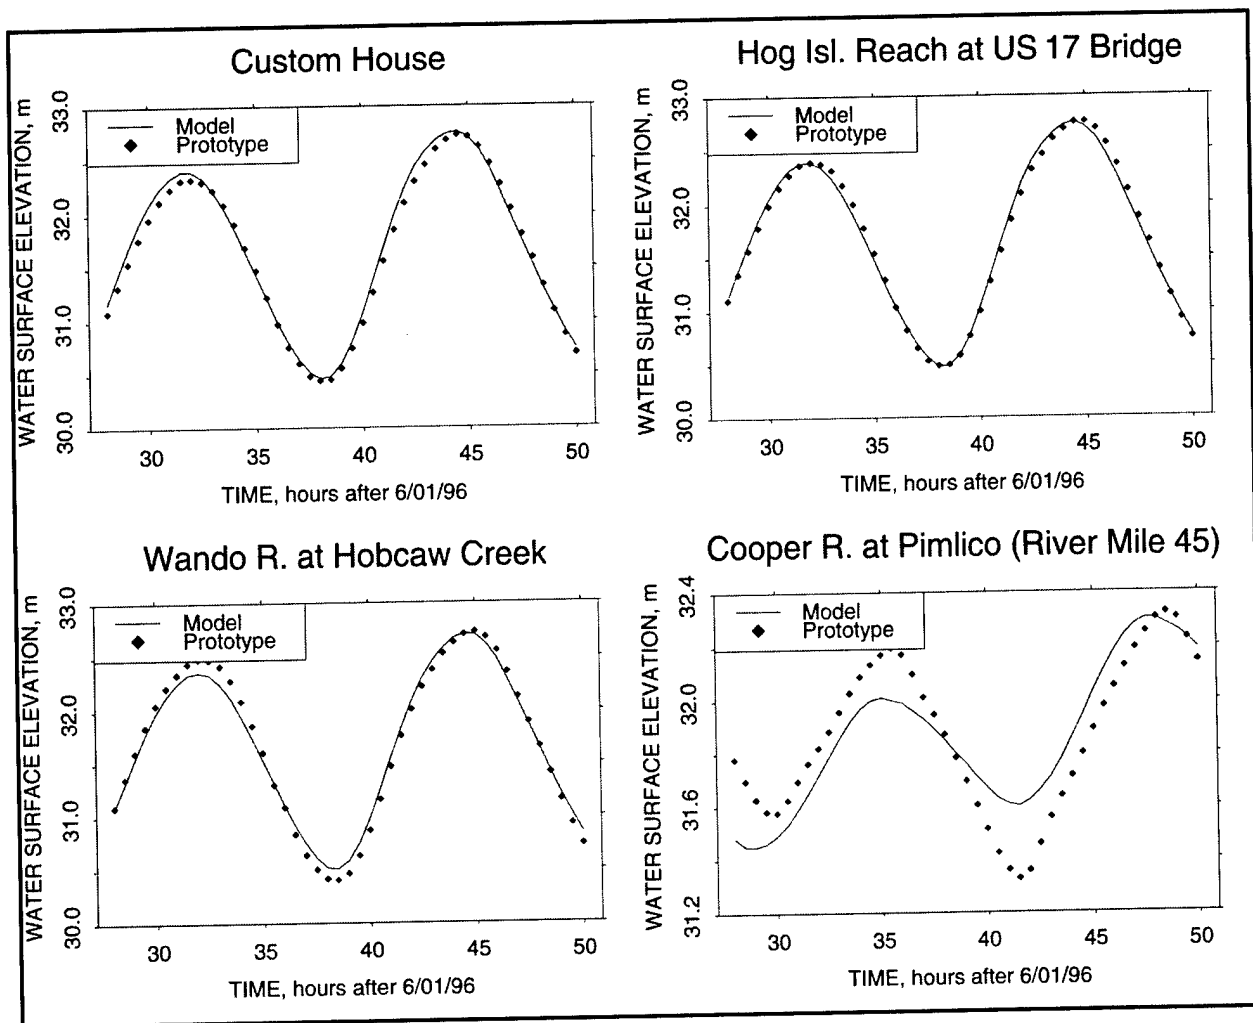 Custom House
WATER SURFACE ELEVATION, m
33.0
32.0
31.0
30.0
Model
Prototype
30 35 40 45 50
TIME, hours after 6/01/96
Hog Isl. Reach at US 17 Bridge
WATER SURFACE ELEVATION, m
33.0
32.0
31.0
30.0
Model
Prototype
30 35 40 45 50
TIME, hours after 6/01/96
Wando R. at Hobcaw Creek
WATER SURFACE ELEVATION, m
33.0
32.0
31.0
30.0
Model
Prototype
30 35 40 45 50
TIME, hours after 6/01/96
Cooper R. at Pimlico (River Mile 45)
WATER SURFACE ELEVATION, m
32.4
32.0
31.6
31.2
Model
Prototype
30 35 40 45 50
TIME, hours after 6/01/96